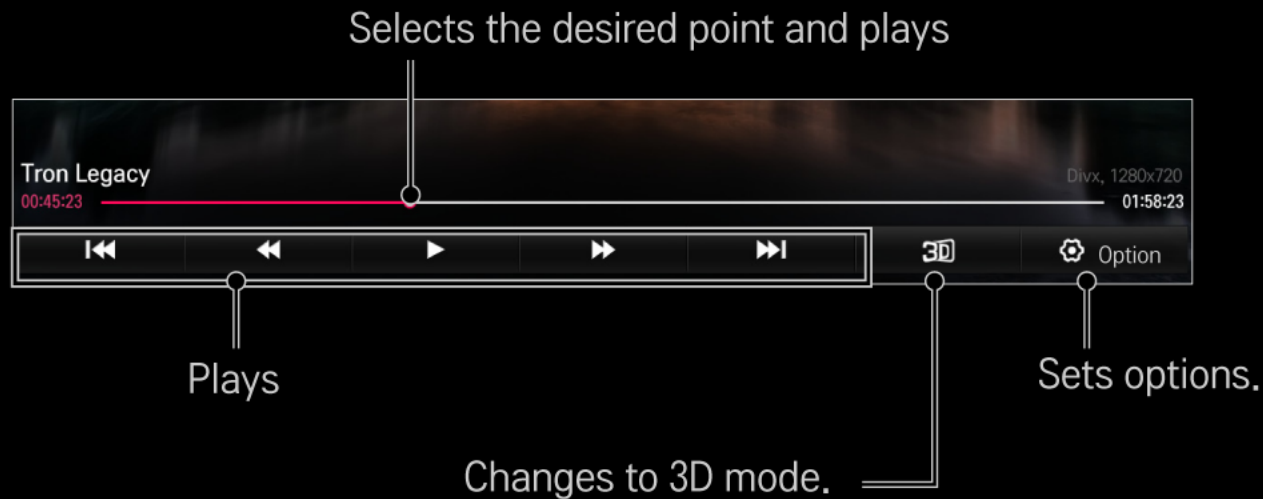 Selects the desired point and plays
Tron Legacy
Divx, 1280x720
00:45:23
01:58:23
3D
Option
Plays
Sets options.
Changes to 3D mode.